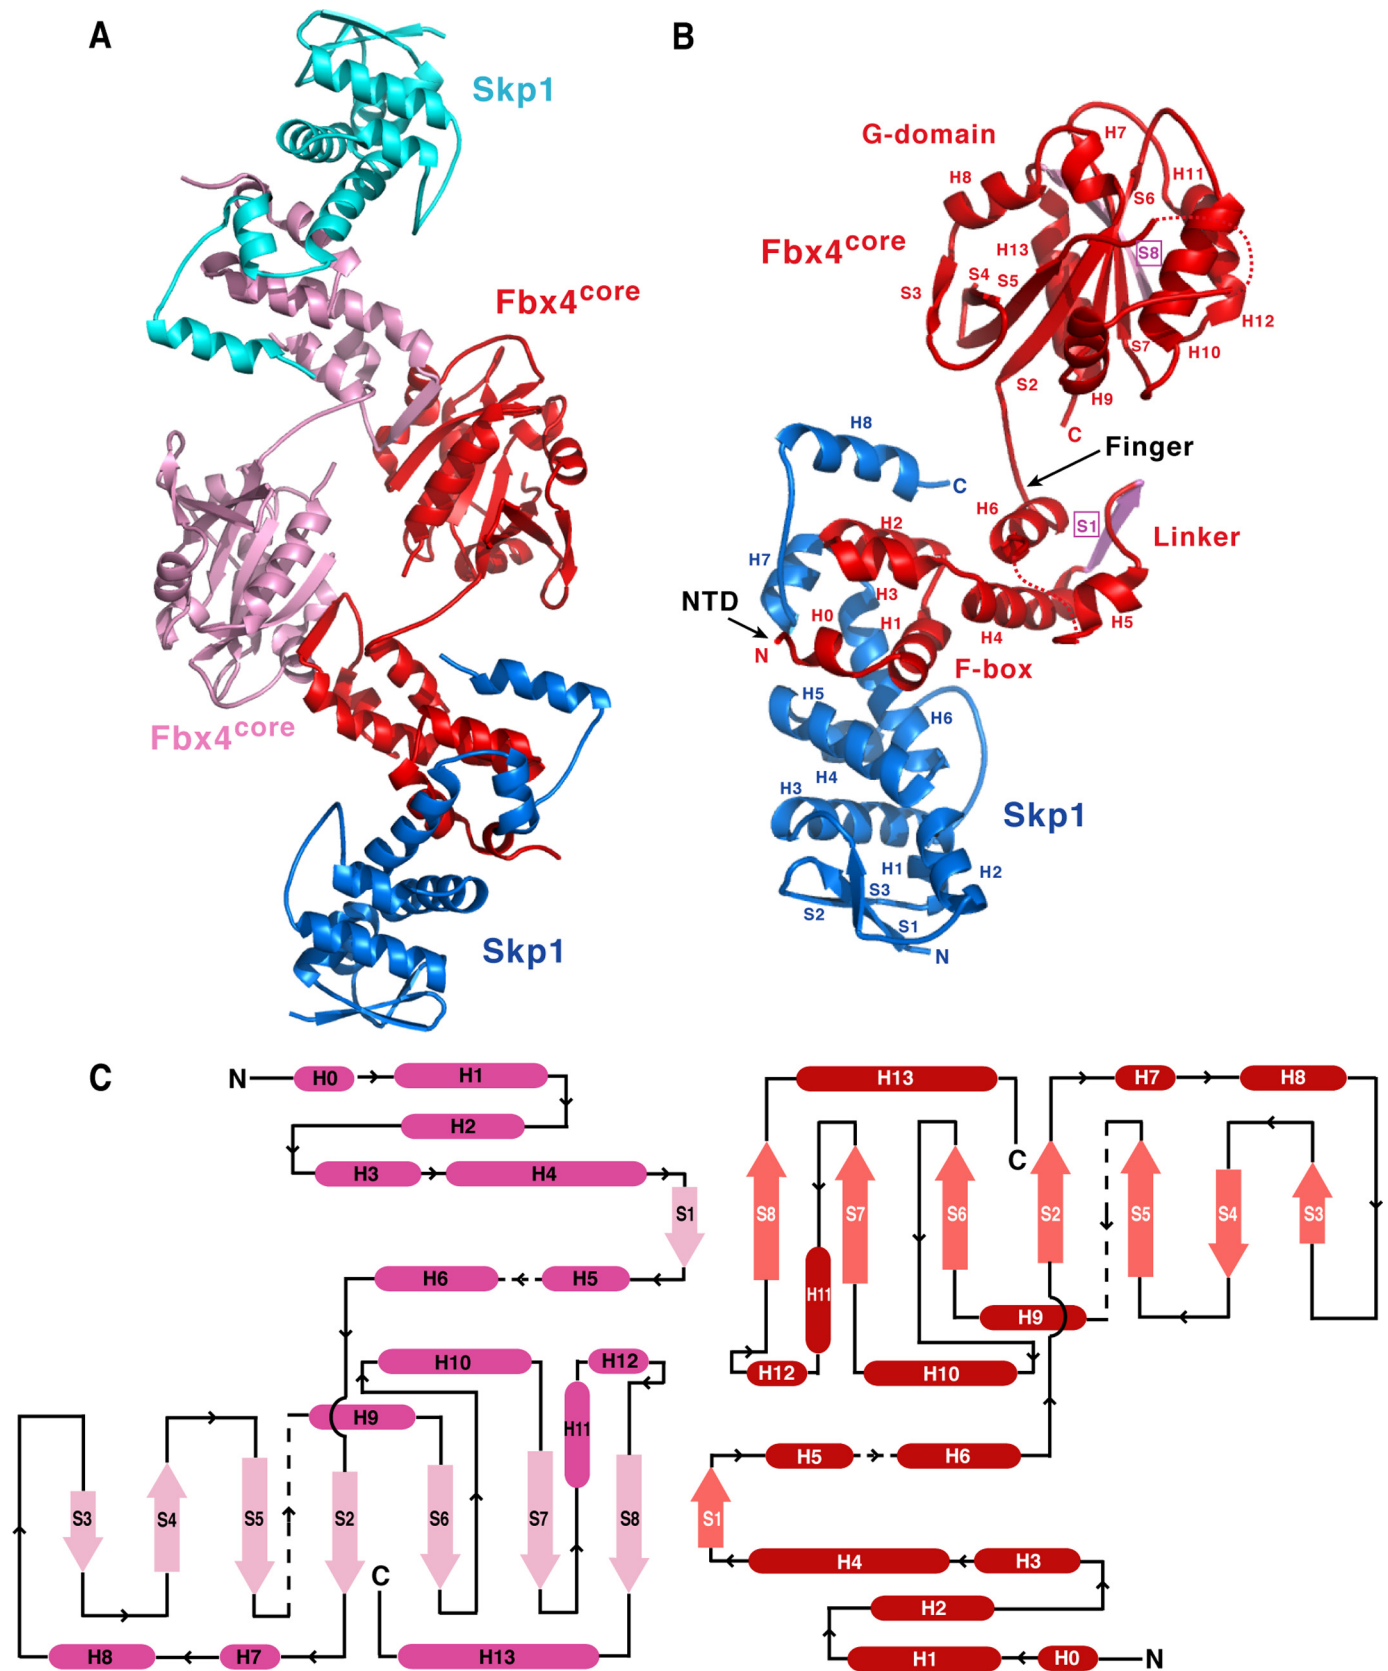 A
Skp1
Fbx4core
Fbx4core
Skp1
B
G-domain
H7
H8
H11
S6
Fbx4core
H13
S8
S4
S5
S3
H12
S7
H10
S2
H9
C
H8
Finger
C
H6
H2
S1
Linker
H7
H3
NTD
H0
H1
H4
H5
N
F-box
H5
H6
H4
H3
Skp1
H1
H2
S3
S2
S1
N
C
N
H0
H1
H2
H3
H4
S1
H6
H5
H10
H12
H9
H11
S3
S4
S5
S2
S6
S7
S8
C
H8
H7
H13
H13
H7
H8
C
S8
S7
S6
S2
S5
S4
S3
H11
H9
H12
H10
H5
H6
S1
H4
H3
H2
H1
H0
N